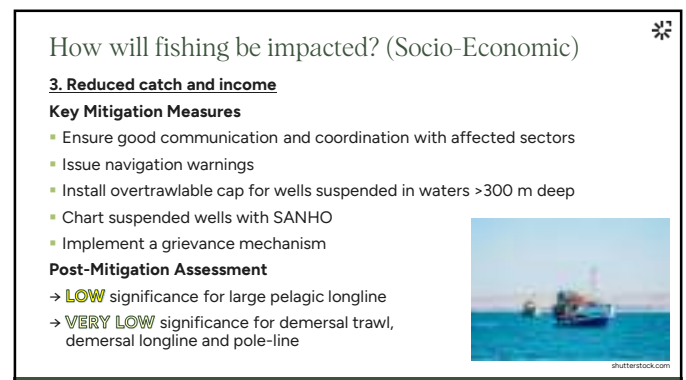 How will fishing be impacted? (Socio-Economic)
3. Reduced catch and income
Key Mitigation Measures
▪ Ensure good communication and coordination with affected sectors
▪ Issue navigation warnings
▪ Install overtrawlable cap for wells suspended in waters >300 m deep
▪ Chart suspended wells with SANHO
▪ Implement a grievance mechanism
Post-Mitigation Assessment
→ LOW significance for large pelagic longline
→ VERY LOW significance for demersal trawl,
demersal longline and pole-line
shutterstock.com